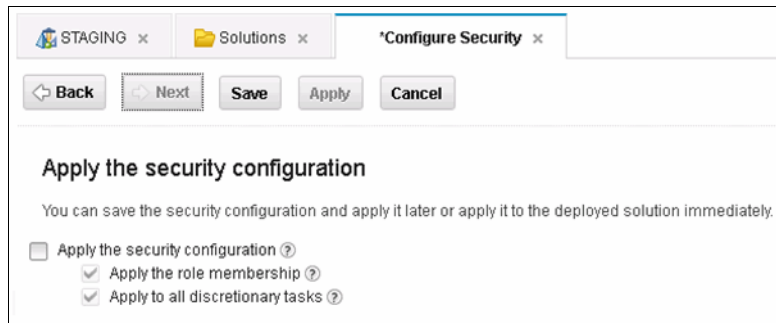 STAGING × Solutions × *Configure Security ×
Back Next Save Apply Cancel
Apply the security configuration
You can save the security configuration and apply it later or apply it to the deployed solution immediately.
Apply the security configuration ?
Apply the role membership ?
Apply to all discretionary tasks ?